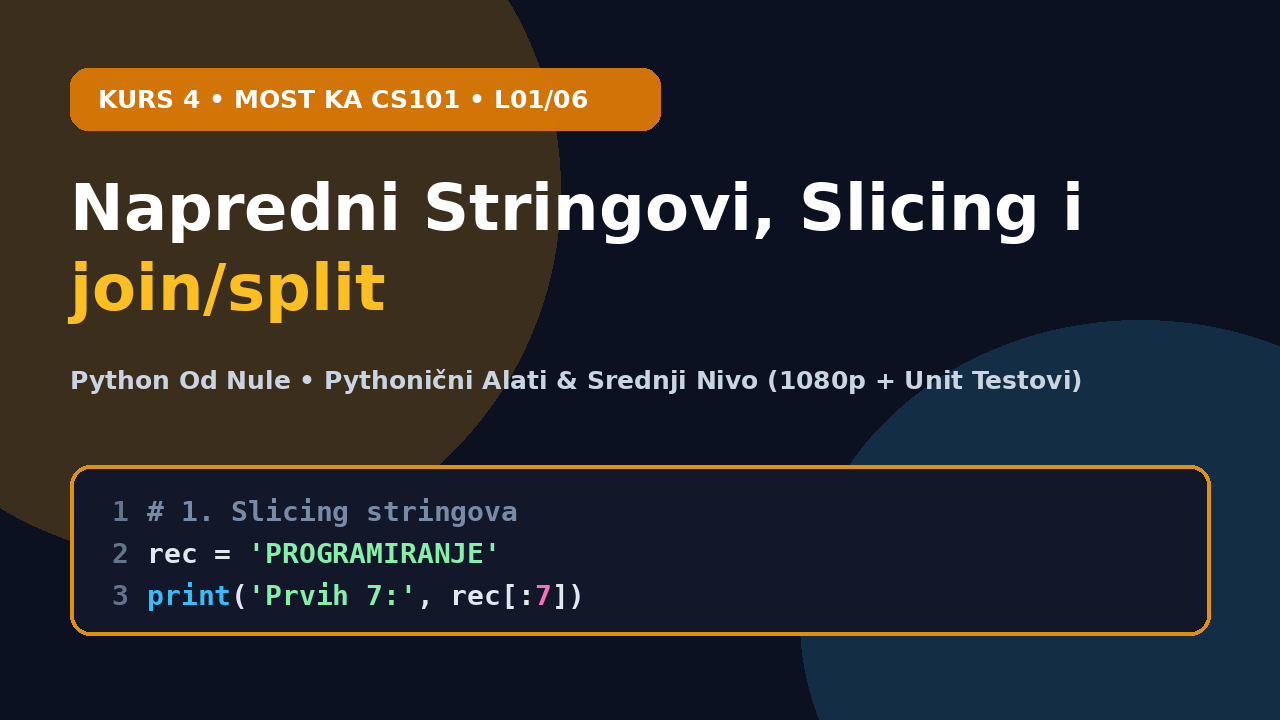 KURS 4 • MOST KA CS101 • L01/06
Napredni Stringovi, Slicing i
join/split
Python Od Nule • Pythonični Alati & Srednji Nivo (1080p + Unit Testovi)
1 # 1. Slicing stringova
2 rec = 'PROGRAMIRANJE'
3 print('Prvih 7:', rec[:7])